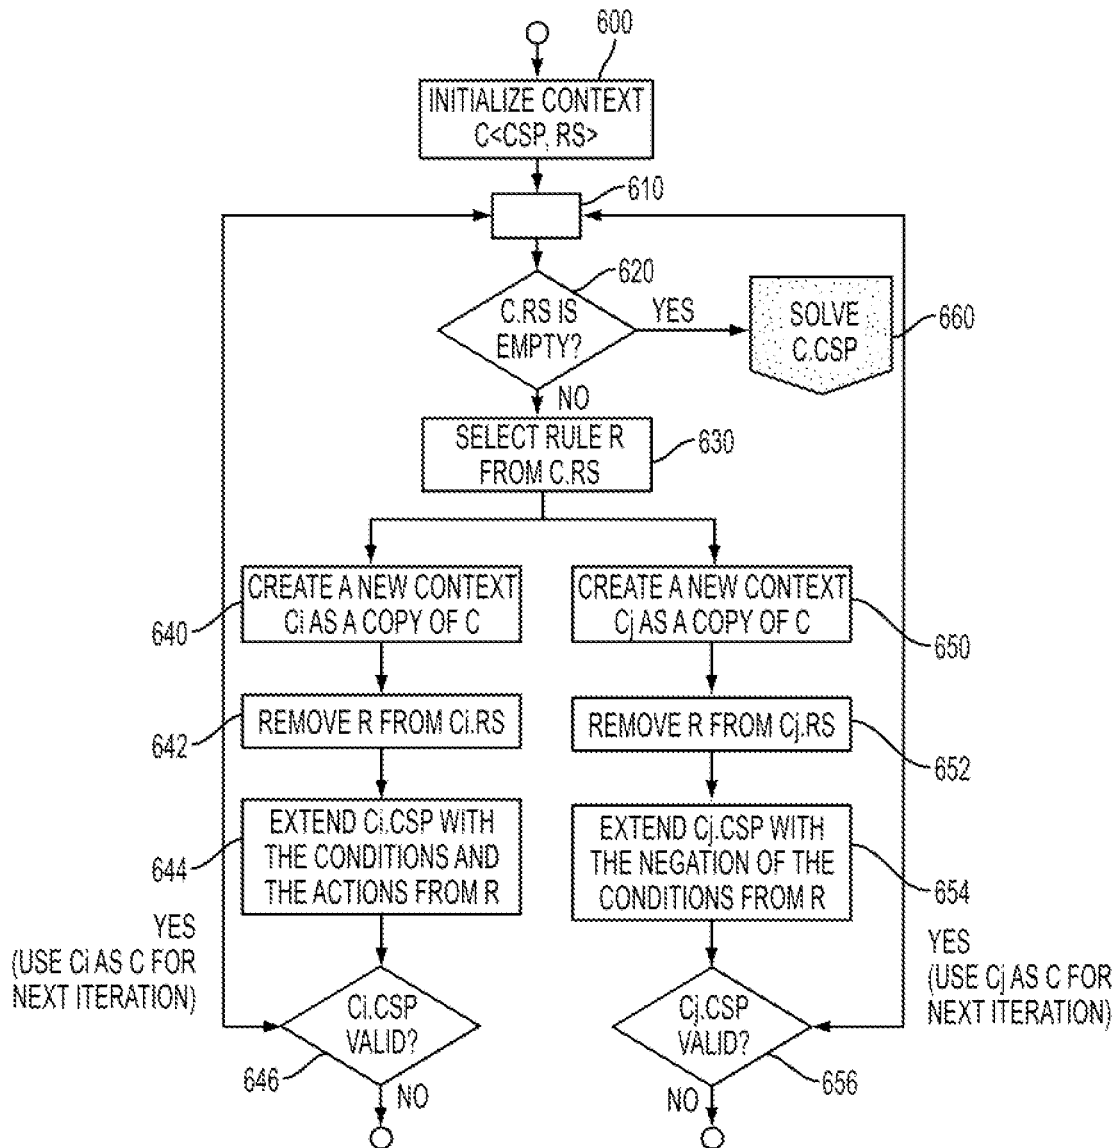 600
INITIALIZE CONTEXT
C<CSP, RS>
610
620
C.RS IS
EMPTY?
YES
SOLVE
C.CSP
660
NO
SELECT RULE R
FROM C.RS
630
CREATE A NEW CONTEXT
Ci AS A COPY OF C
640
CREATE A NEW CONTEXT
Cj AS A COPY OF C
650
REMOVE R FROM Ci.RS
642
REMOVE R FROM Cj.RS
652
EXTEND Ci.CSP WITH
THE CONDITIONS AND
THE ACTIONS FROM R
644
EXTEND Cj.CSP WITH
THE NEGATION OF THE
CONDITIONS FROM R
654
YES
(USE Ci AS C FOR
NEXT ITERATION)
Ci.CSP
VALID?
646
NO
Cj.CSP
VALID?
656
NO
YES
(USE Cj AS C FOR
NEXT ITERATION)